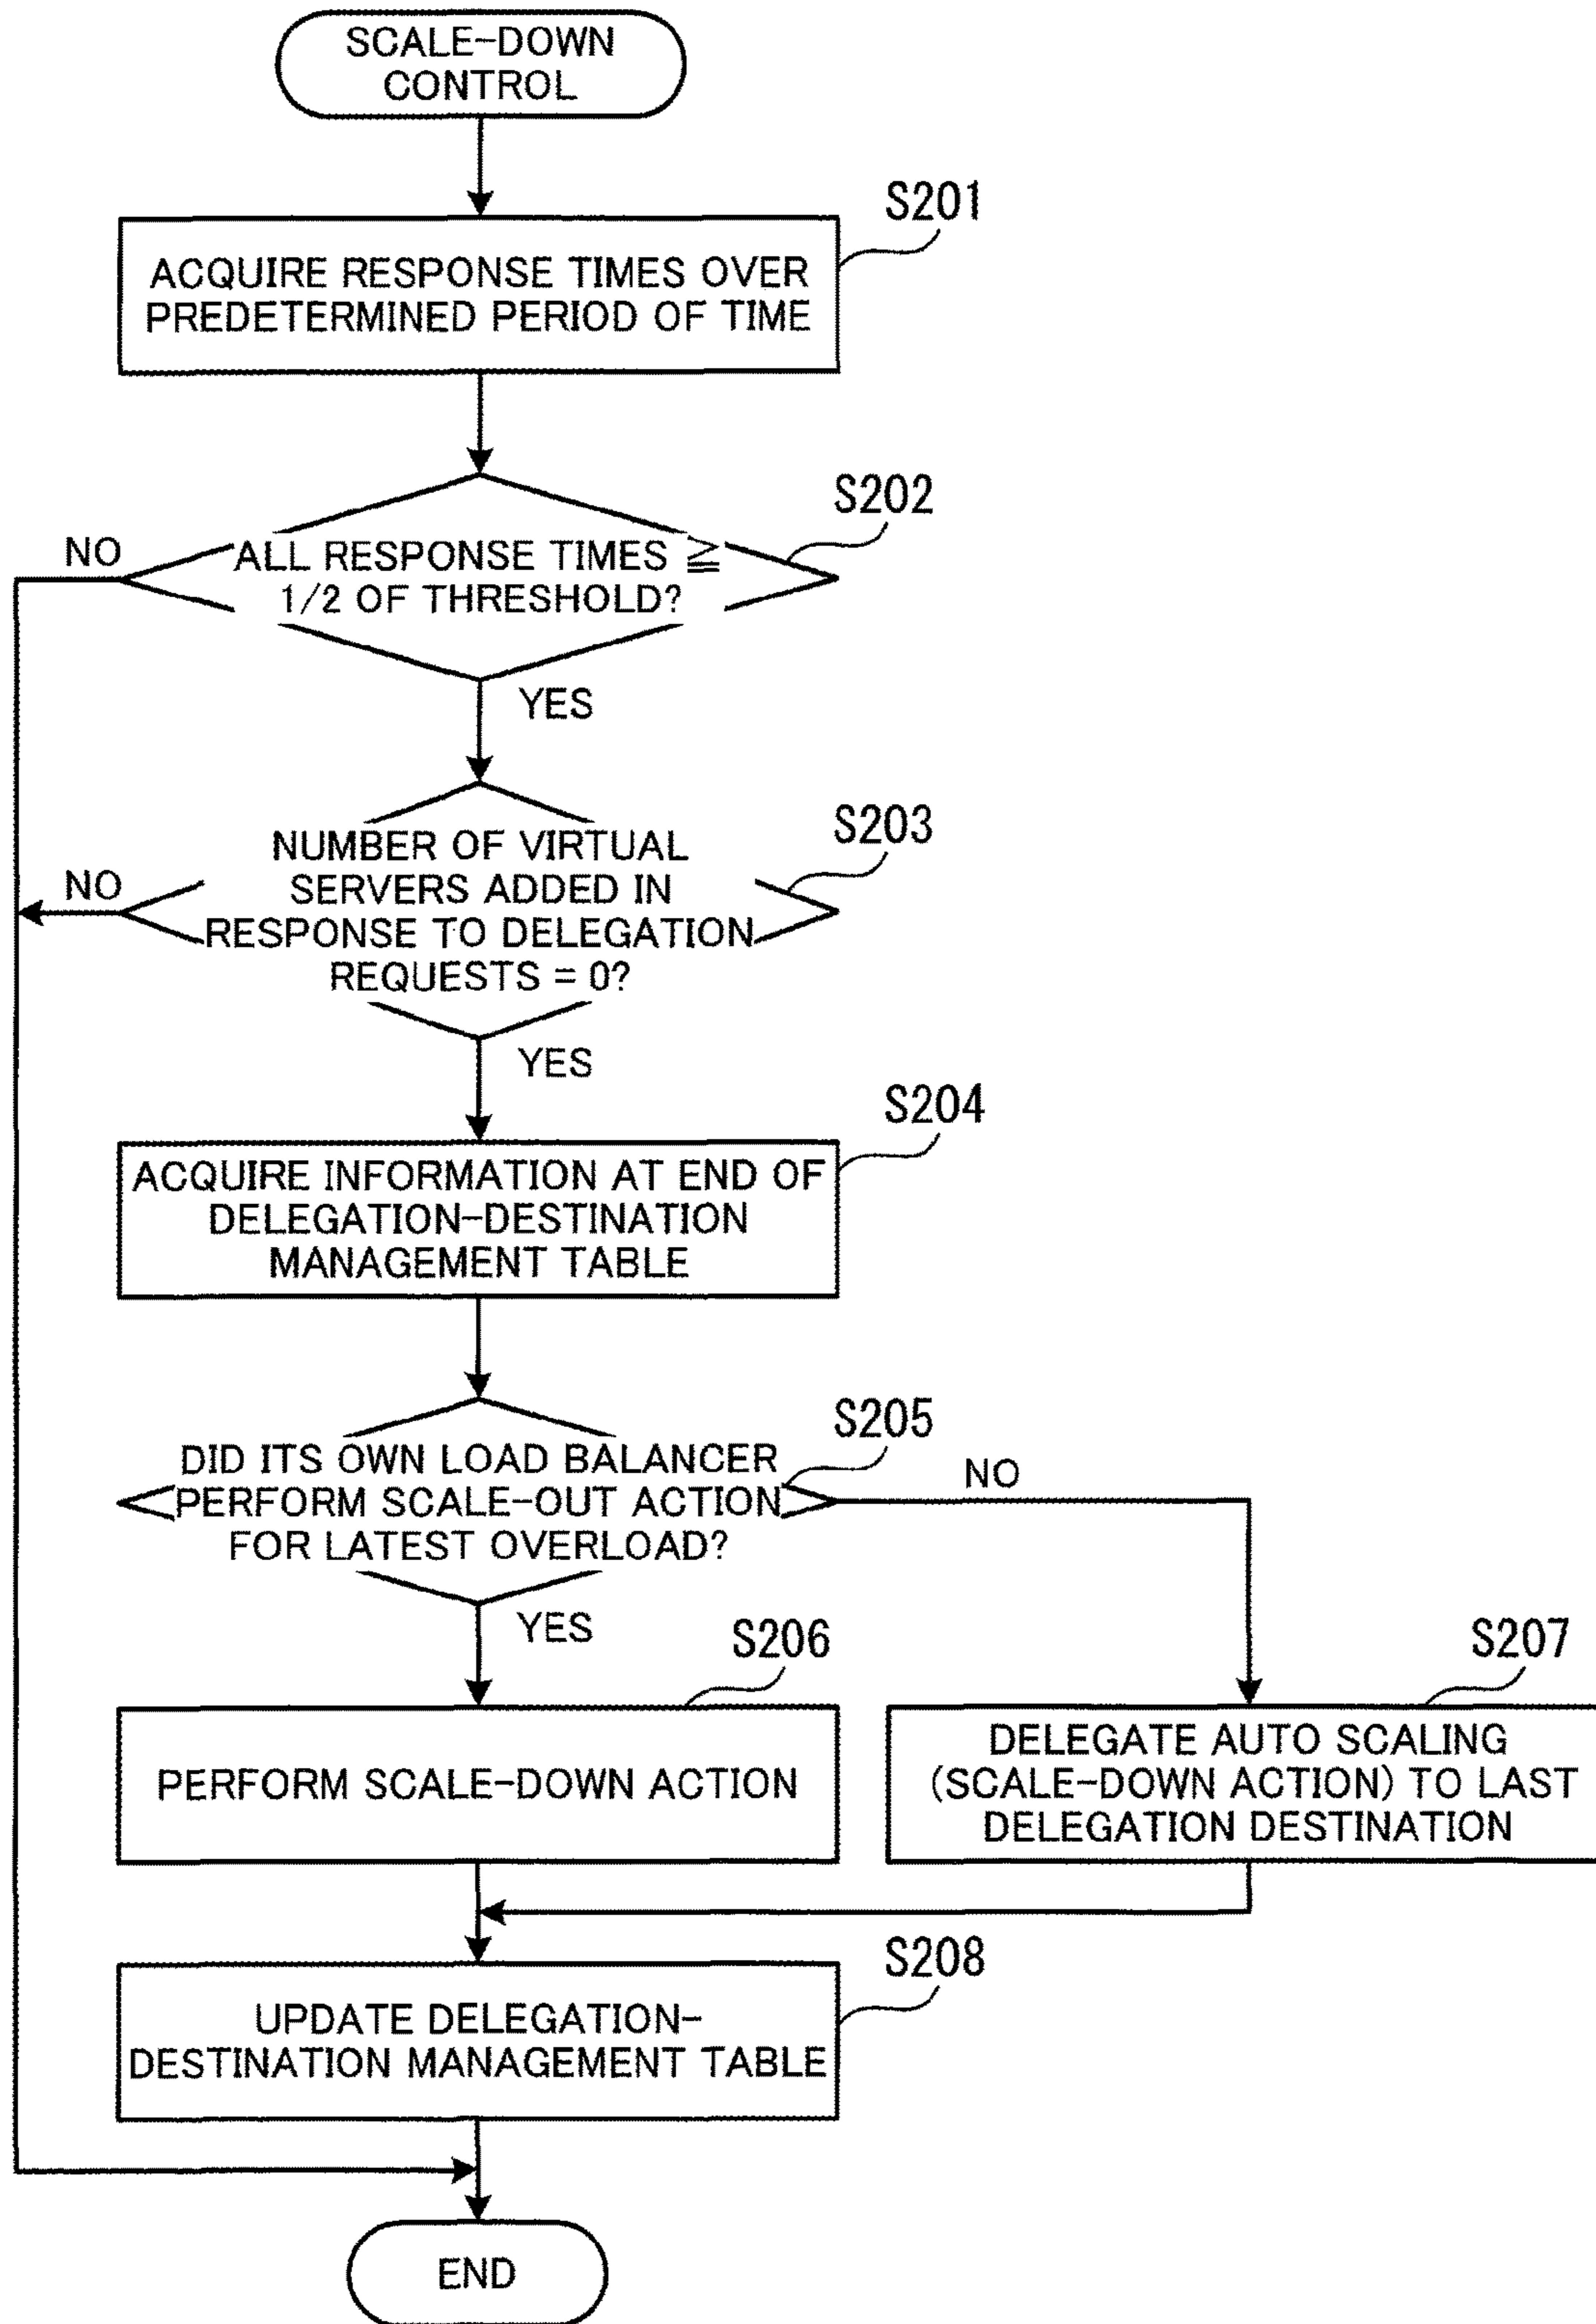 SCALE-DOWN
CONTROL
S201
ACQUIRE RESPONSE TIMES OVER
PREDETERMINED PERIOD OF TIME
S202
NO
ALL RESPONSE TIMES ≧
1/2 OF THRESHOLD?
YES
S203
NO
NUMBER OF VIRTUAL
SERVERS ADDED IN
RESPONSE TO DELEGATION
REQUESTS = 0?
YES
S204
ACQUIRE INFORMATION AT END OF
DELEGATION-DESTINATION
MANAGEMENT TABLE
S205
DID ITS OWN LOAD BALANCER
PERFORM SCALE-OUT ACTION
FOR LATEST OVERLOAD?
NO
YES
S206
PERFORM SCALE-DOWN ACTION
S207
DELEGATE AUTO SCALING
(SCALE-DOWN ACTION) TO LAST
DELEGATION DESTINATION
S208
UPDATE DELEGATION-
DESTINATION MANAGEMENT TABLE
END